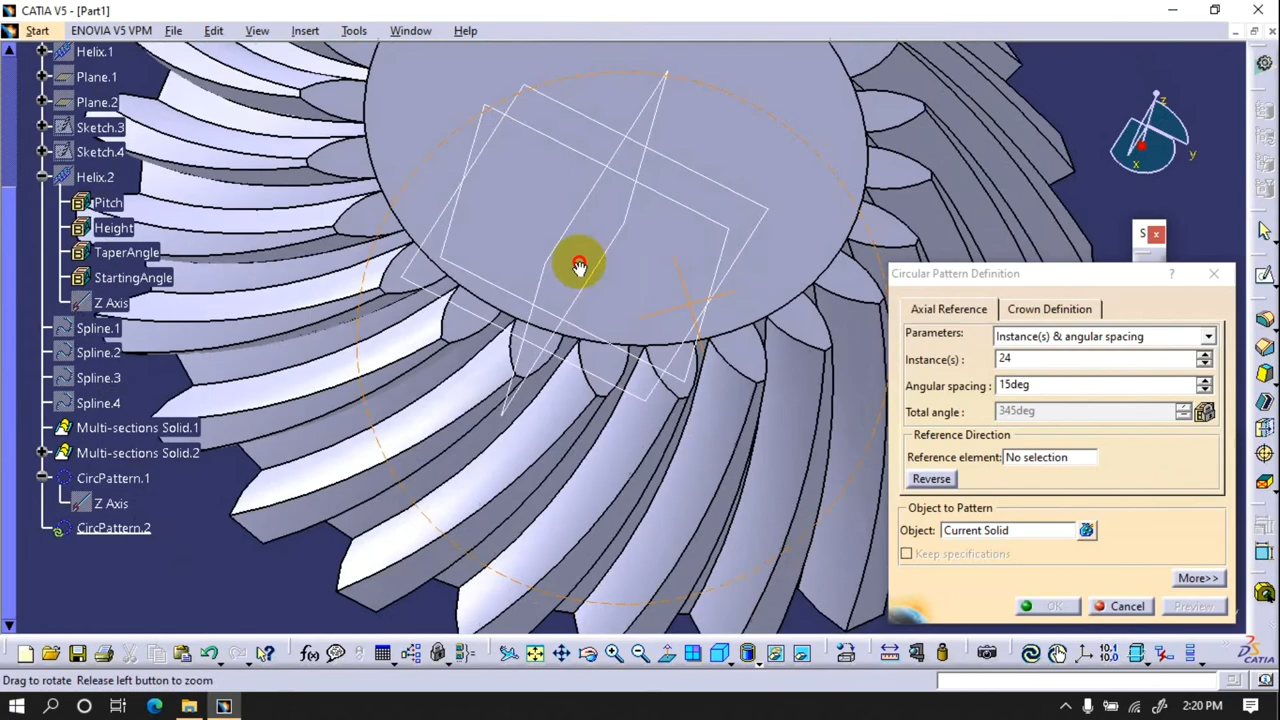 CATIA V5 - [Part1]
Start ENOVIA V5 VPM File Edit View Insert Tools Window Help
Helix.1
Plane.1
Plane.2
Sketch.3
Sketch.4
Helix.2
Pitch
Height
TaperAngle
StartingAngle
Z Axis
Spline.1
Spline.2
Spline.3
Spline.4
Multi-sections Solid.1
Multi-sections Solid.2
CircPattern.1
Z Axis
CircPattern.2
z
y
x
S x
Circular Pattern Definition ?
Axial Reference Crown Definition
Parameters: Instance(s) & angular spacing
Instance(s) : 24
Angular spacing : 15deg
Total angle : 345deg
Reference Direction
Reference element: No selection
Reverse
Object to Pattern
Object: Current Solid
Keep specifications
More>>
OK Cancel Preview
Drag to rotate Release left button to zoom
2:20 PM